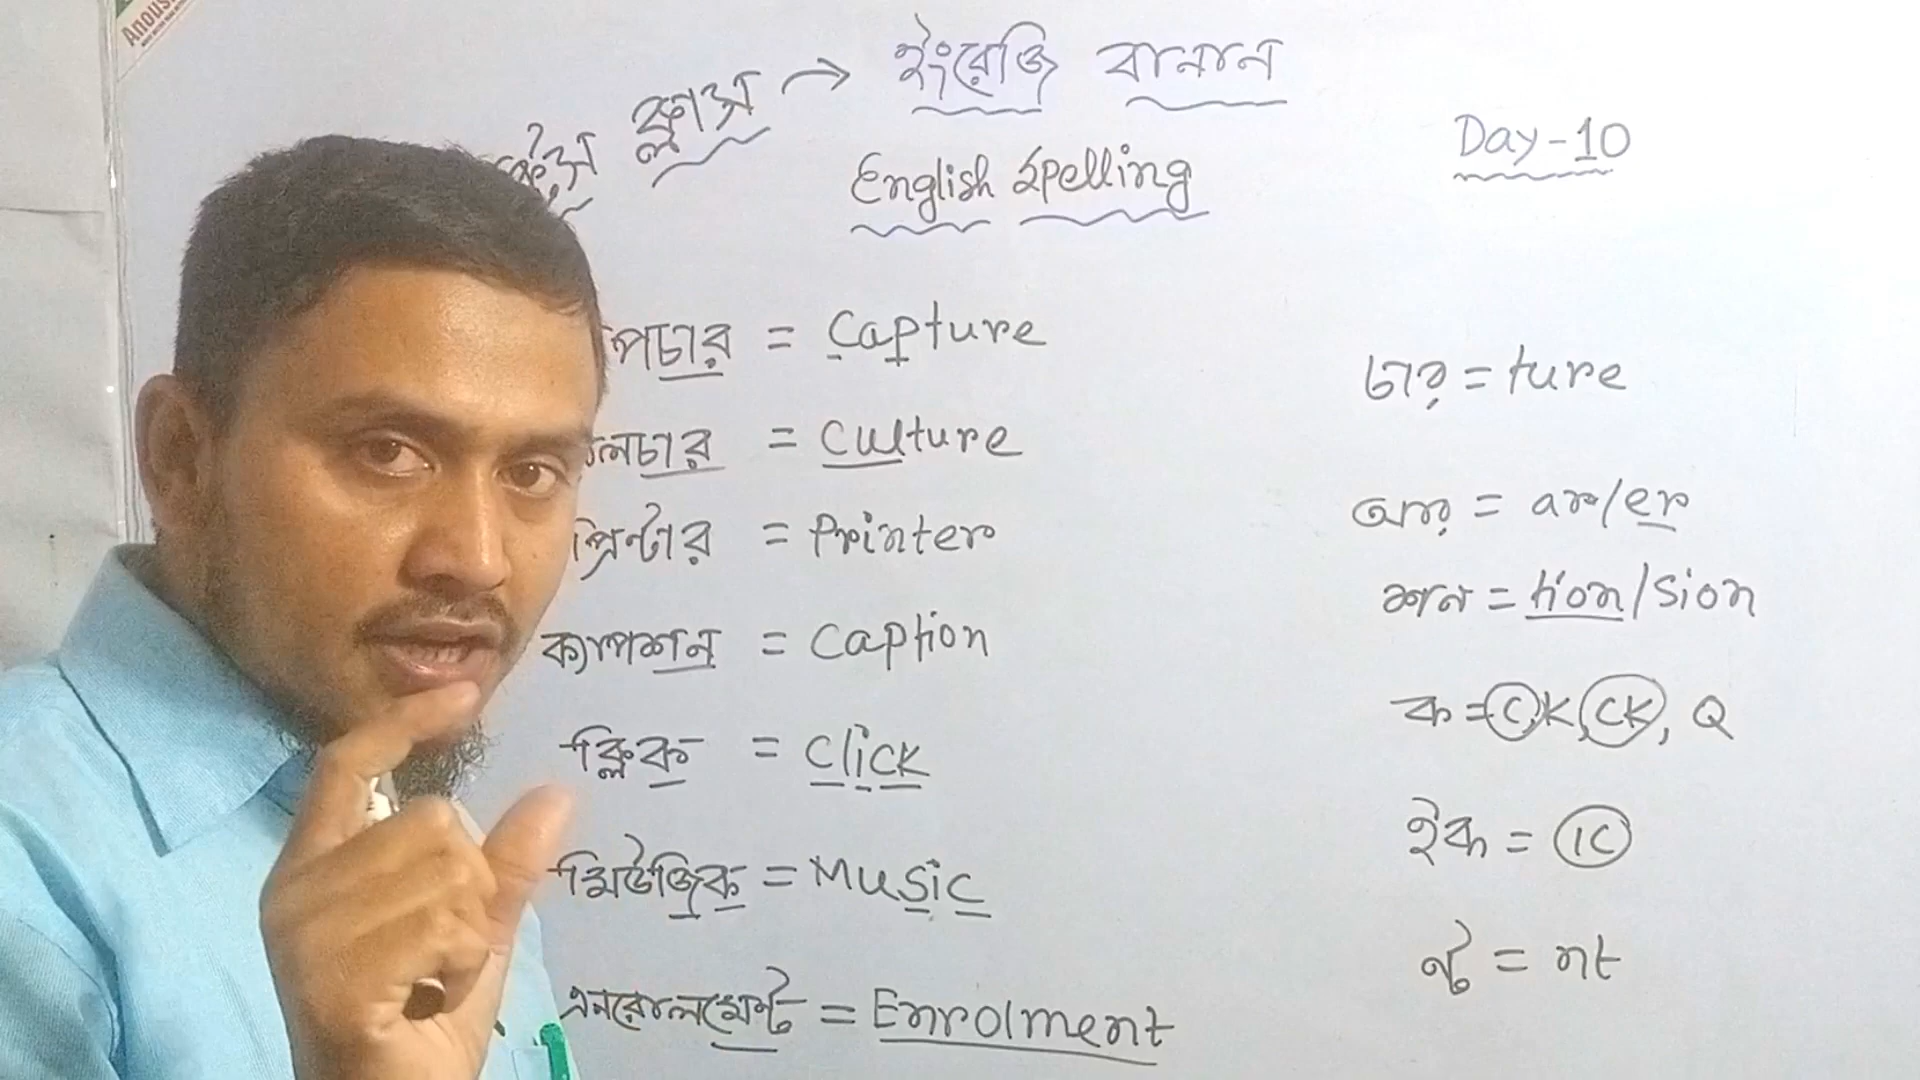 Anous
ক্লাস → ইংরেজি বানান
English Spelling
Day-10
পচার = Capture
লচার = Culture
প্রিন্টার = Printer
ক্যাপশন = Caption
ক্লিক = Click
মিউজিক = Music
এনরোলমেন্ট = Enrolment
চার = ture
আর = ar/er
শন = tion/sion
ক = C, K, CK, Q
ইক = IC
ন্ট = nt